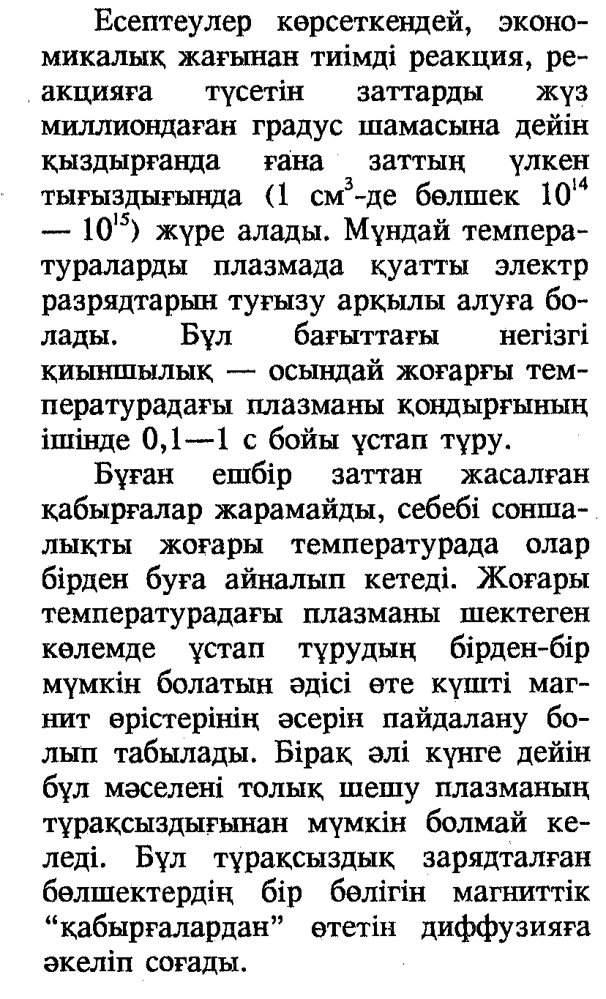 Есептеулер көрсеткендей, эконо-
микалық жағынан тиімді реакция, ре-
акцияға түсетін заттарды жүз
миллиондаған градус шамасына дейін
қыздырғанда ғана заттың үлкен
тығыздығында (1 см³-де бөлшек 10¹⁴
— 10¹⁵) жүре алады. Мұндай темпера-
тураларды плазмада қуатты электр
разрядтарын туғызу арқылы алуға бо-
лады. Бұл бағыттағы негізгі
қиыншылық — осындай жоғарғы тем-
пературадағы плазманы қондырғының
ішінде 0,1—1 с бойы ұстап тұру.
Бұған ешбір заттан жасалған
қабырғалар жарамайды, себебі сонша-
лықты жоғары температурада олар
бірден буға айналып кетеді. Жоғары
температурадағы плазманы шектеген
көлемде ұстап тұрудың бірден-бір
мүмкін болатын әдісі өте күшті маг-
нит өрістерінің әсерін пайдалану бо-
лып табылады. Бірақ әлі күнге дейін
бұл мәселені толық шешу плазманың
тұрақсыздығынан мүмкін болмай ке-
леді. Бұл тұрақсыздық зарядталған
бөлшектердің бір бөлігін магниттік
“қабырғалардан” өтетін диффузияға
әкеліп соғады.